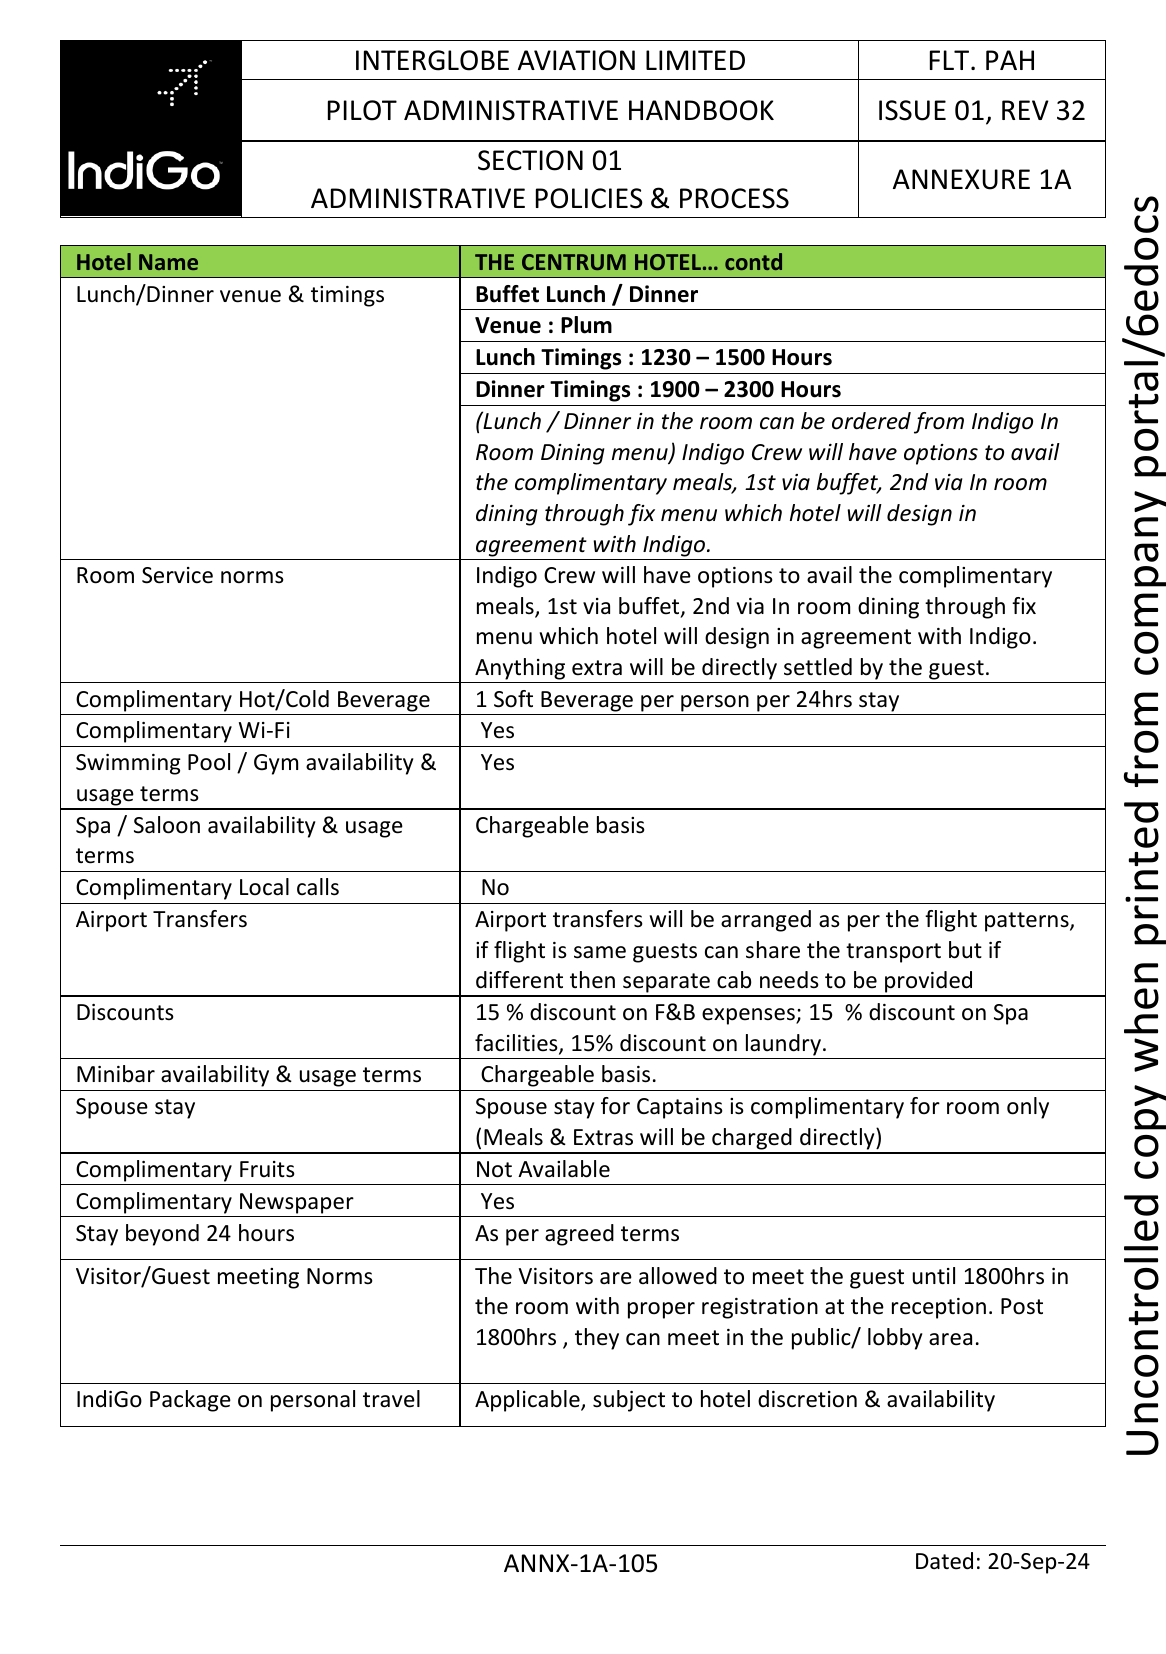 IndiGo
INTERGLOBE AVIATION LIMITED
FLT. PAH
PILOT ADMINISTRATIVE HANDBOOK
ISSUE 01, REV 32
SECTION 01
ADMINISTRATIVE POLICIES & PROCESS
ANNEXURE 1A
Hotel Name
THE CENTRUM HOTEL... contd
Lunch/Dinner venue & timings
Buffet Lunch / Dinner
Venue : Plum
Lunch Timings : 1230 – 1500 Hours
Dinner Timings : 1900 – 2300 Hours
(Lunch / Dinner in the room can be ordered from Indigo In
Room Dining menu) Indigo Crew will have options to avail
the complimentary meals, 1st via buffet, 2nd via In room
dining through fix menu which hotel will design in
agreement with Indigo.
Room Service norms
Indigo Crew will have options to avail the complimentary
meals, 1st via buffet, 2nd via In room dining through fix
menu which hotel will design in agreement with Indigo.
Anything extra will be directly settled by the guest.
Complimentary Hot/Cold Beverage
1 Soft Beverage per person per 24hrs stay
Complimentary Wi-Fi
Yes
Swimming Pool / Gym availability &
usage terms
Yes
Spa / Saloon availability & usage
terms
Chargeable basis
Complimentary Local calls
No
Airport Transfers
Airport transfers will be arranged as per the flight patterns,
if flight is same guests can share the transport but if
different then separate cab needs to be provided
Discounts
15 % discount on F&B expenses; 15  % discount on Spa
facilities, 15% discount on laundry.
Minibar availability & usage terms
Chargeable basis.
Spouse stay
Spouse stay for Captains is complimentary for room only
(Meals & Extras will be charged directly)
Complimentary Fruits
Not Available
Complimentary Newspaper
Yes
Stay beyond 24 hours
As per agreed terms
Visitor/Guest meeting Norms
The Visitors are allowed to meet the guest until 1800hrs in
the room with proper registration at the reception. Post
1800hrs , they can meet in the public/ lobby area.
IndiGo Package on personal travel
Applicable, subject to hotel discretion & availability
ANNX-1A-105
Dated: 20-Sep-24
Uncontrolled copy when printed from company portal/6edocs